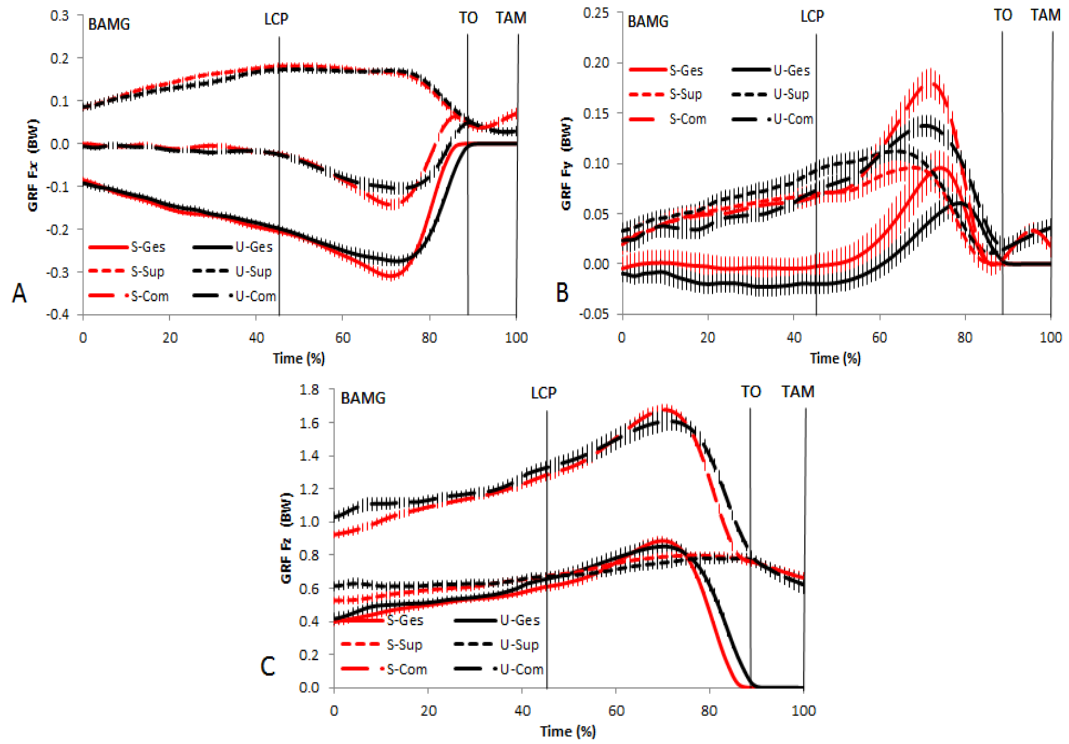 BAMG LCP TO TAM
0.3
0.2
0.1
0.0
-0.1
-0.2
-0.3
-0.4
GRF Fx (BW)
S-Ges U-Ges
S-Sup U-Sup
S-Com U-Com
A
0 20 40 60 80 100
Time (%)
LCP TO TAM
BAMG
0.25
0.20
0.15
0.10
0.05
0.00
-0.05
GRF Fy (BW)
S-Ges U-Ges
S-Sup U-Sup
S-Com U-Com
B
0 20 40 60 80 100
Time (%)
LCP TO TAM
BAMG
1.8
1.6
1.4
1.2
1.0
0.8
0.6
0.4
0.2
0.0
GRF Fz (BW)
S-Ges U-Ges
S-Sup U-Sup
S-Com U-Com
C
0 20 40 60 80 100
Time (%)